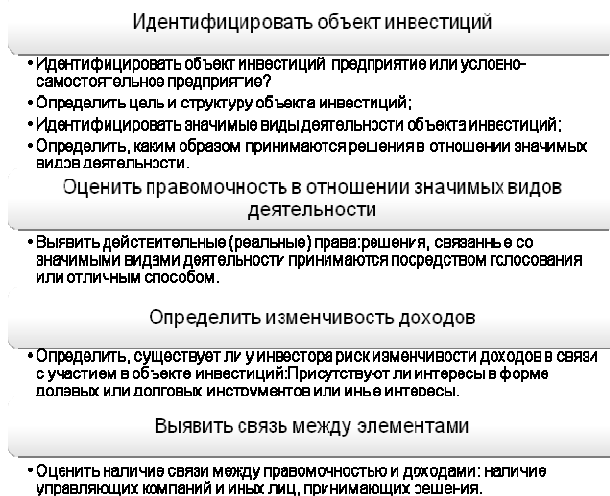 Идентифицировать объект инвестиций
• Идентифицировать объект инвестиций предприятие или условно-
самостоятельное предприятие?
• Определить цель и структуру объекта инвестиций;
• Идентифицировать значимые виды деятельности объекта инвестиций;
• Определить, каким образом принимаются решения в отношении значимых
видов деятельности.
Оценить правомочность в отношении значимых видов
деятельности
• Выявить действительные (реальные) права:решения, связанные со
значимыми видами деятельности принимаются посредством голосования
или отличным способом.
Определить изменчивость доходов
• Определить, существует ли у инвестора риск изменчивости доходов в связи
с участием в объекте инвестиций:Присутствуют ли интересы в форме
долевых или долговых инструментов или иные интересы.
Выявить связь между элементами
• Оценить наличие связи между правомочностью и доходами: наличие
управляющих компаний и иных лиц, принимающих решения.